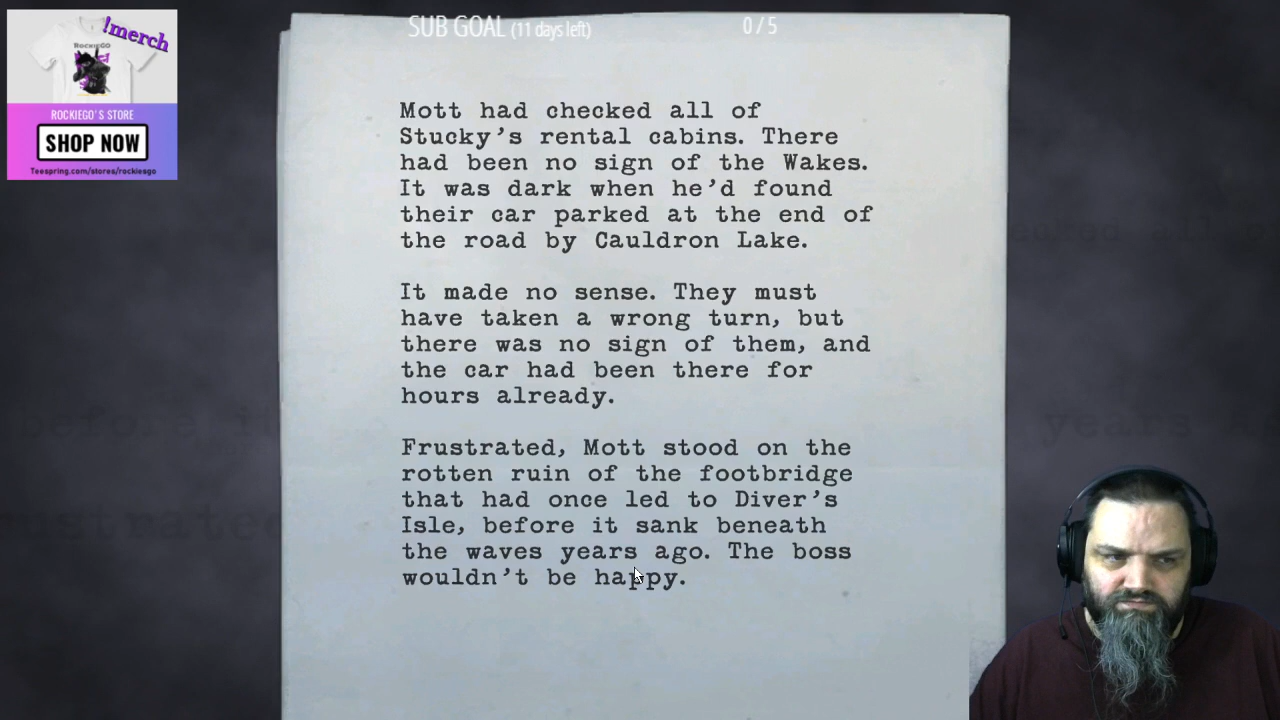 SUB GOAL (11 days left) 0 / 5
!merch
ROCKIEGO
ROCKIEGO'S STORE
SHOP NOW
Teespring.com/stores/rockiesgo
Mott had checked all of
Stucky's rental cabins. There
had been no sign of the Wakes.
It was dark when he'd found
their car parked at the end of
the road by Cauldron Lake.
It made no sense. They must
have taken a wrong turn, but
there was no sign of them, and
the car had been there for
hours already.
Frustrated, Mott stood on the
rotten ruin of the footbridge
that had once led to Diver's
Isle, before it sank beneath
the waves years ago. The boss
wouldn't be happy.